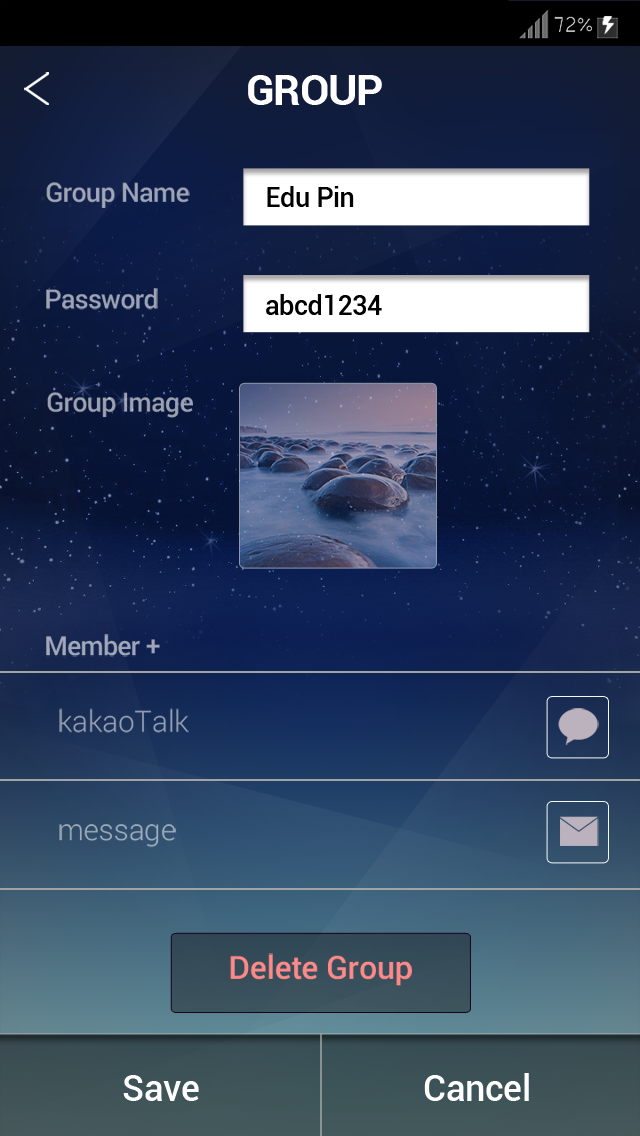 72%
GROUP
Group Name
Edu Pin
Password
abcd1234
Group Image
Member +
kakaoTalk
message
Delete Group
Save
Cancel